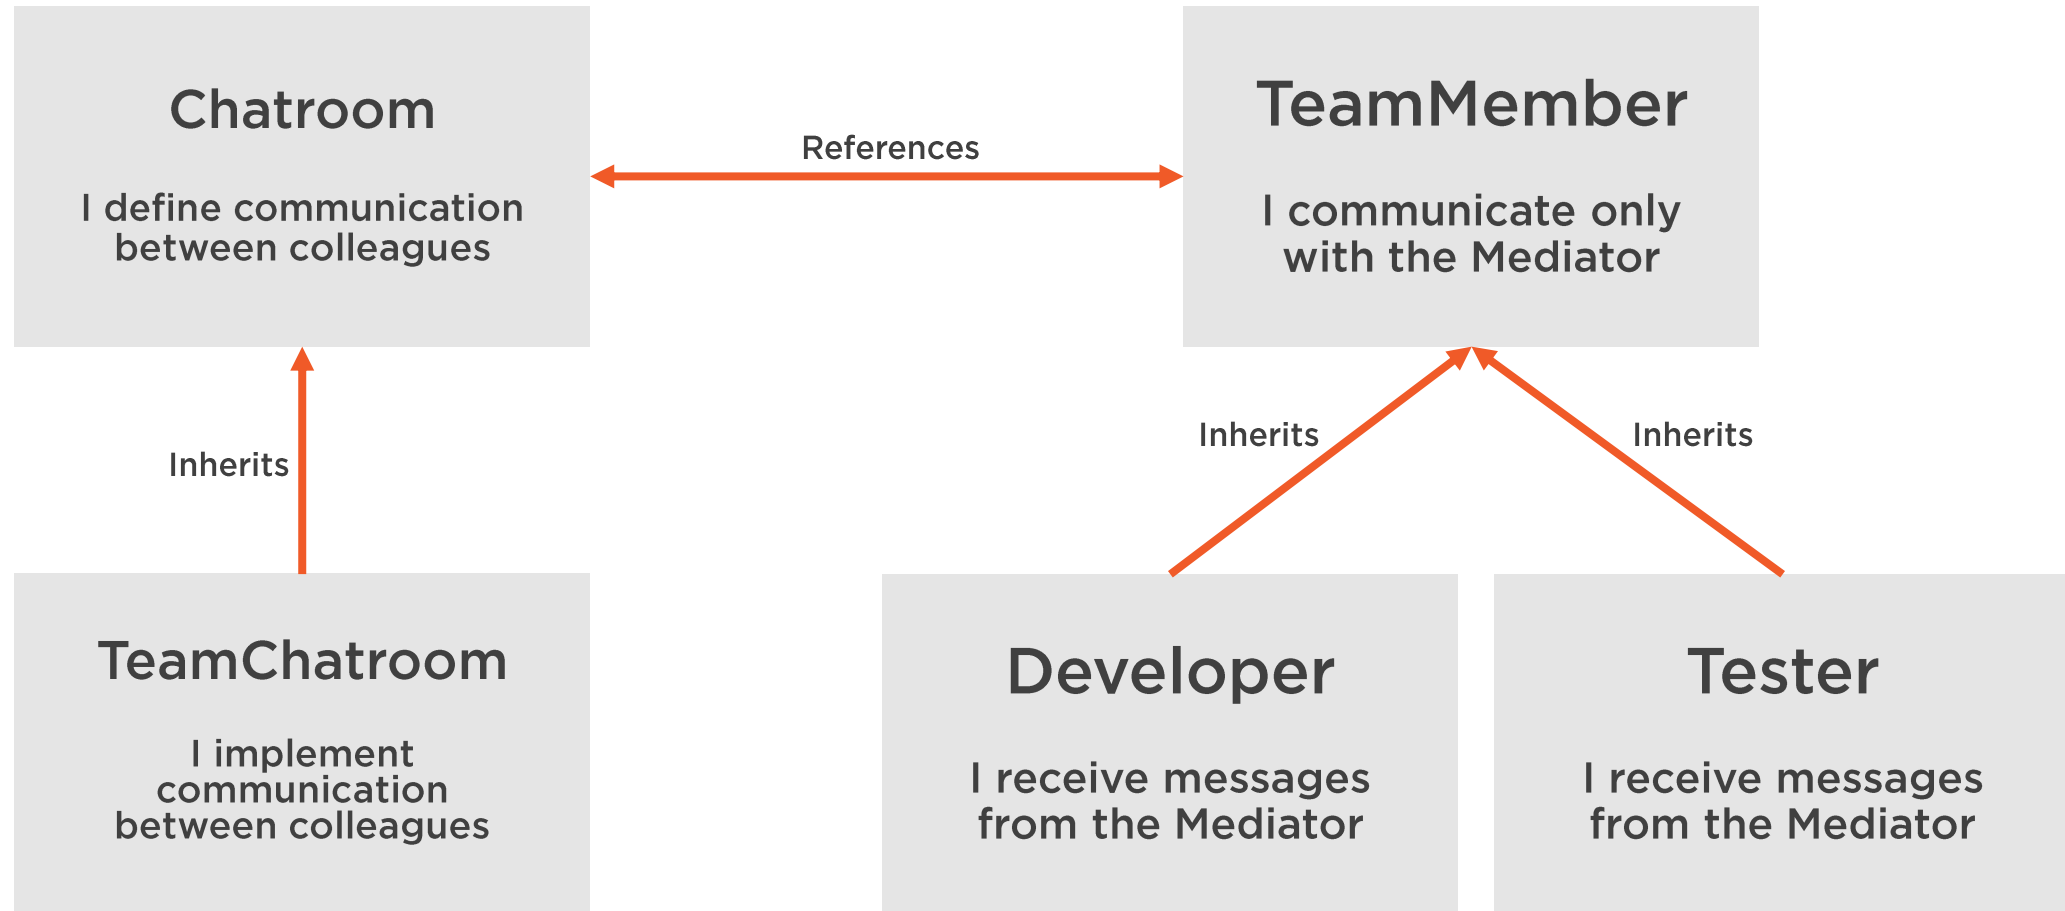 Chatroom
I define communication
between colleagues
References
TeamMember
I communicate only
with the Mediator
Inherits
Inherits
Inherits
TeamChatroom
I implement
communication
between colleagues
Developer
I receive messages
from the Mediator
Tester
I receive messages
from the Mediator